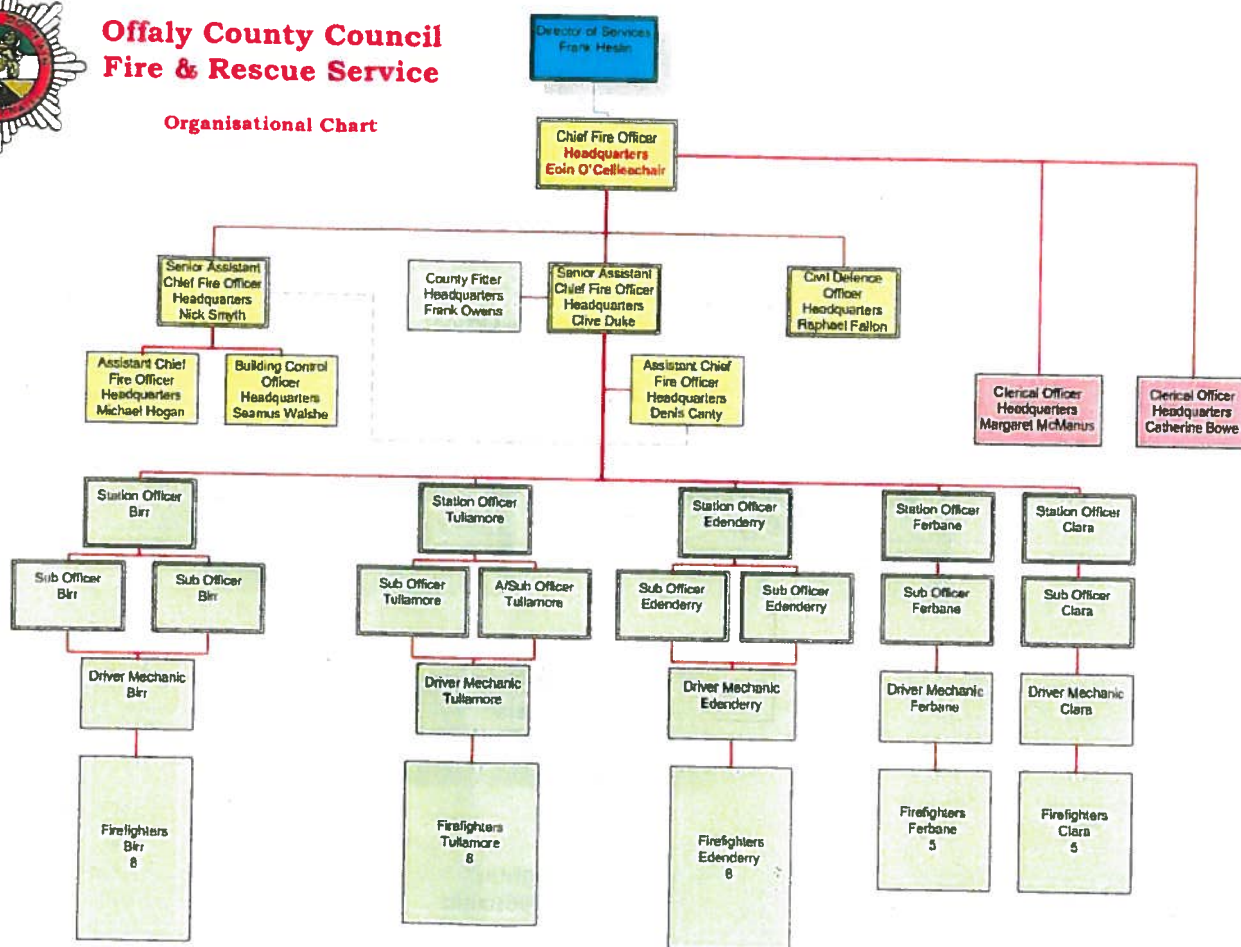 Offaly County Council
Fire & Rescue Service
Organisational Chart
Director of Services
Frank Heslin
Chief Fire Officer
Headquarters
Eoin O'Ceilleachair
Senior Assistant
Chief Fire Officer
Headquarters
Nick Smyth
County Fitter
Headquarters
Frank Owens
Senior Assistant
Chief Fire Officer
Headquarters
Clive Duke
Civil Defence
Officer
Headquarters
Raphael Fallon
Assistant Chief
Fire Officer
Headquarters
Michael Hogan
Building Control
Officer
Headquarters
Seamus Walshe
Assistant Chief
Fire Officer
Headquarters
Denis Canty
Clerical Officer
Headquarters
Margaret McManus
Clerical Officer
Headquarters
Catherine Bowe
Station Officer
Birr
Station Officer
Tullamore
Station Officer
Edenderry
Station Officer
Ferbane
Station Officer
Clara
Sub Officer
Birr
Sub Officer
Birr
Sub Officer
Tullamore
A/Sub Officer
Tullamore
Sub Officer
Edenderry
Sub Officer
Edenderry
Sub Officer
Ferbane
Sub Officer
Clara
Driver Mechanic
Birr
Driver Mechanic
Tullamore
Driver Mechanic
Edenderry
Driver Mechanic
Ferbane
Driver Mechanic
Clara
Firefighters
Birr
8
Firefighters
Tullamore
8
Firefighters
Edenderry
8
Firefighters
Ferbane
5
Firefighters
Clara
5